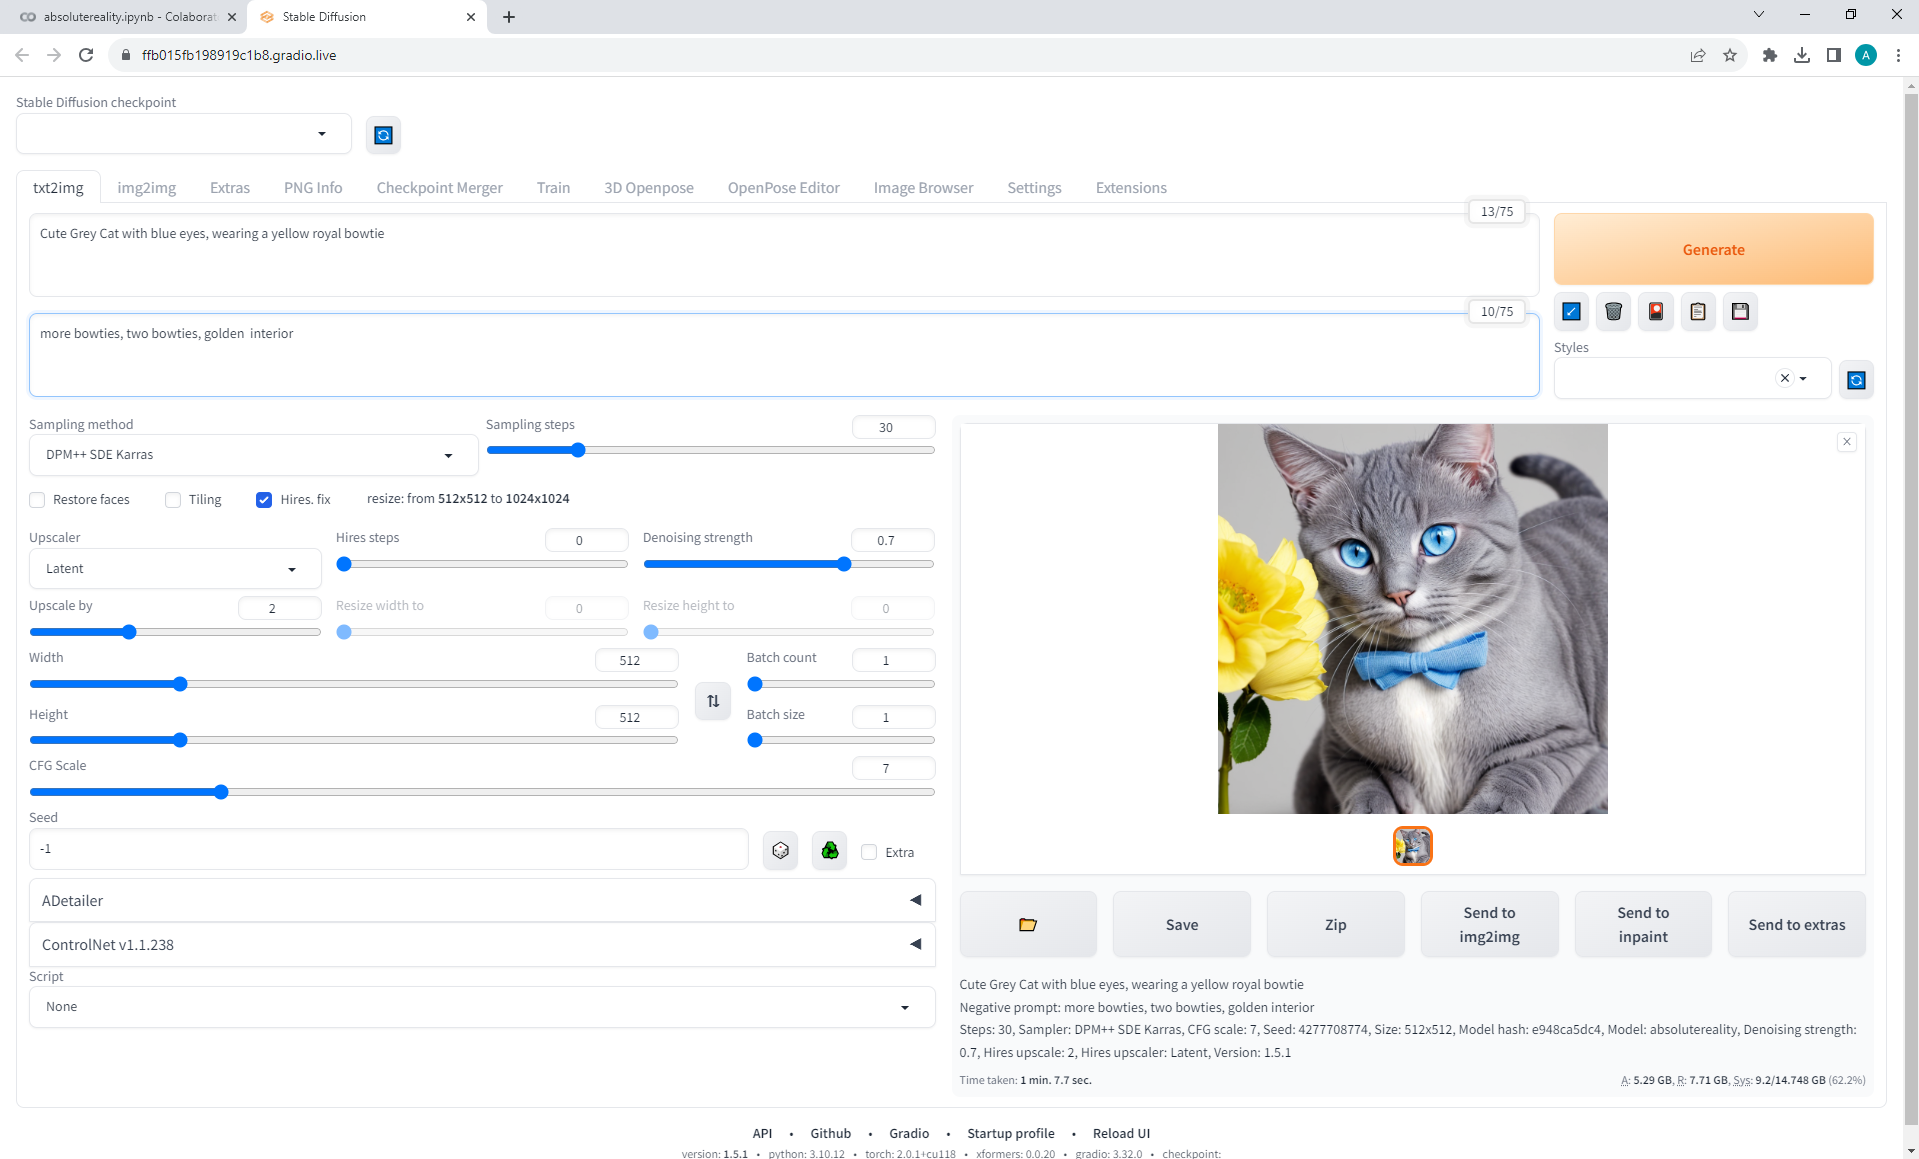 absolutereality.ipynb - Colaborat
Stable Diffusion
ffb015fb198919c1b8.gradio.live
A
Stable Diffusion checkpoint
txt2img
img2img
Extras
PNG Info
Checkpoint Merger
Train
3D Openpose
OpenPose Editor
Image Browser
Settings
Extensions
13/75
Cute Grey Cat with blue eyes, wearing a yellow royal bowtie
Generate
10/75
more bowties, two bowties, golden  interior
Styles
Sampling method
DPM++ SDE Karras
Sampling steps
30
Restore faces
Tiling
Hires. fix
resize: from 512x512 to 1024x1024
Upscaler
Latent
Hires steps
0
Denoising strength
0.7
Upscale by
2
Resize width to
0
Resize height to
0
Width
512
Batch count
1
Height
512
Batch size
1
CFG Scale
7
Seed
-1
Extra
ADetailer
ControlNet v1.1.238
Script
None
Save
Zip
Send to
img2img
Send to
inpaint
Send to extras
Cute Grey Cat with blue eyes, wearing a yellow royal bowtie
Negative prompt: more bowties, two bowties, golden interior
Steps: 30, Sampler: DPM++ SDE Karras, CFG scale: 7, Seed: 4277708774, Size: 512x512, Model hash: e948ca5dc4, Model: absolutereality, Denoising strength:
0.7, Hires upscale: 2, Hires upscaler: Latent, Version: 1.5.1
Time taken: 1 min. 7.7 sec.
A: 5.29 GB, R: 7.71 GB, Sys: 9.2/14.748 GB (62.2%)
API • Github • Gradio • Startup profile • Reload UI
version: 1.5.1 • python: 3.10.12 • torch: 2.0.1+cu118 • xformers: 0.0.20 • gradio: 3.32.0 • checkpoint: